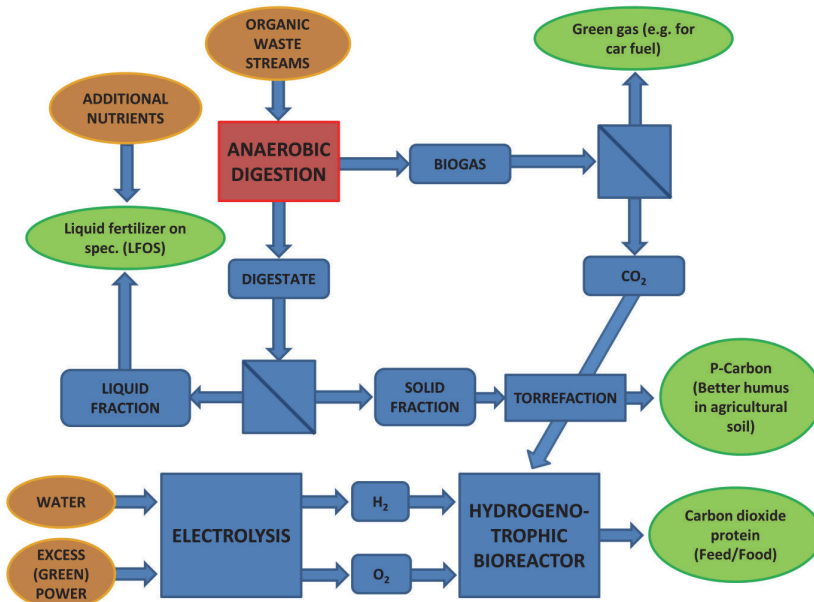 ORGANIC
WASTE
STREAMS
Green gas (e.g. for
car fuel)
ADDITIONAL
NUTRIENTS
ANAEROBIC
DIGESTION
BIOGAS
Liquid fertilizer on
spec. (LFOS)
DIGESTATE
CO₂
LIQUID
FRACTION
SOLID
FRACTION
TORREFACTION
P-Carbon
(Better humus
in agricultural
soil)
WATER
ELECTROLYSIS
H₂
HYDROGENO-
TROPHIC
BIOREACTOR
Carbon dioxide
protein
(Feed/Food)
EXCESS
(GREEN)
POWER
O₂